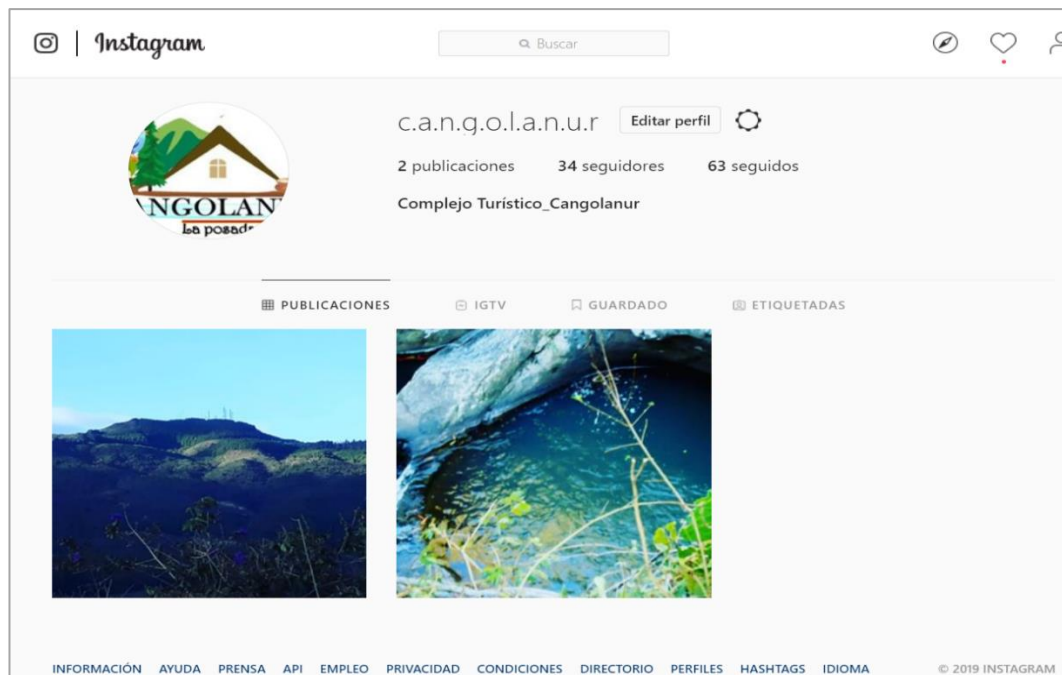 Instagram
Buscar
c.a.n.g.o.l.a.n.u.r Editar perfil
2 publicaciones 34 seguidores 63 seguidos
Complejo Turístico_Cangolanur
ANGOLAN
La posad
PUBLICACIONES IGTV GUARDADO ETIQUETADAS
INFORMACIÓN AYUDA PRENSA API EMPLEO PRIVACIDAD CONDICIONES DIRECTORIO PERFILES HASHTAGS IDIOMA © 2019 INSTAGRAM